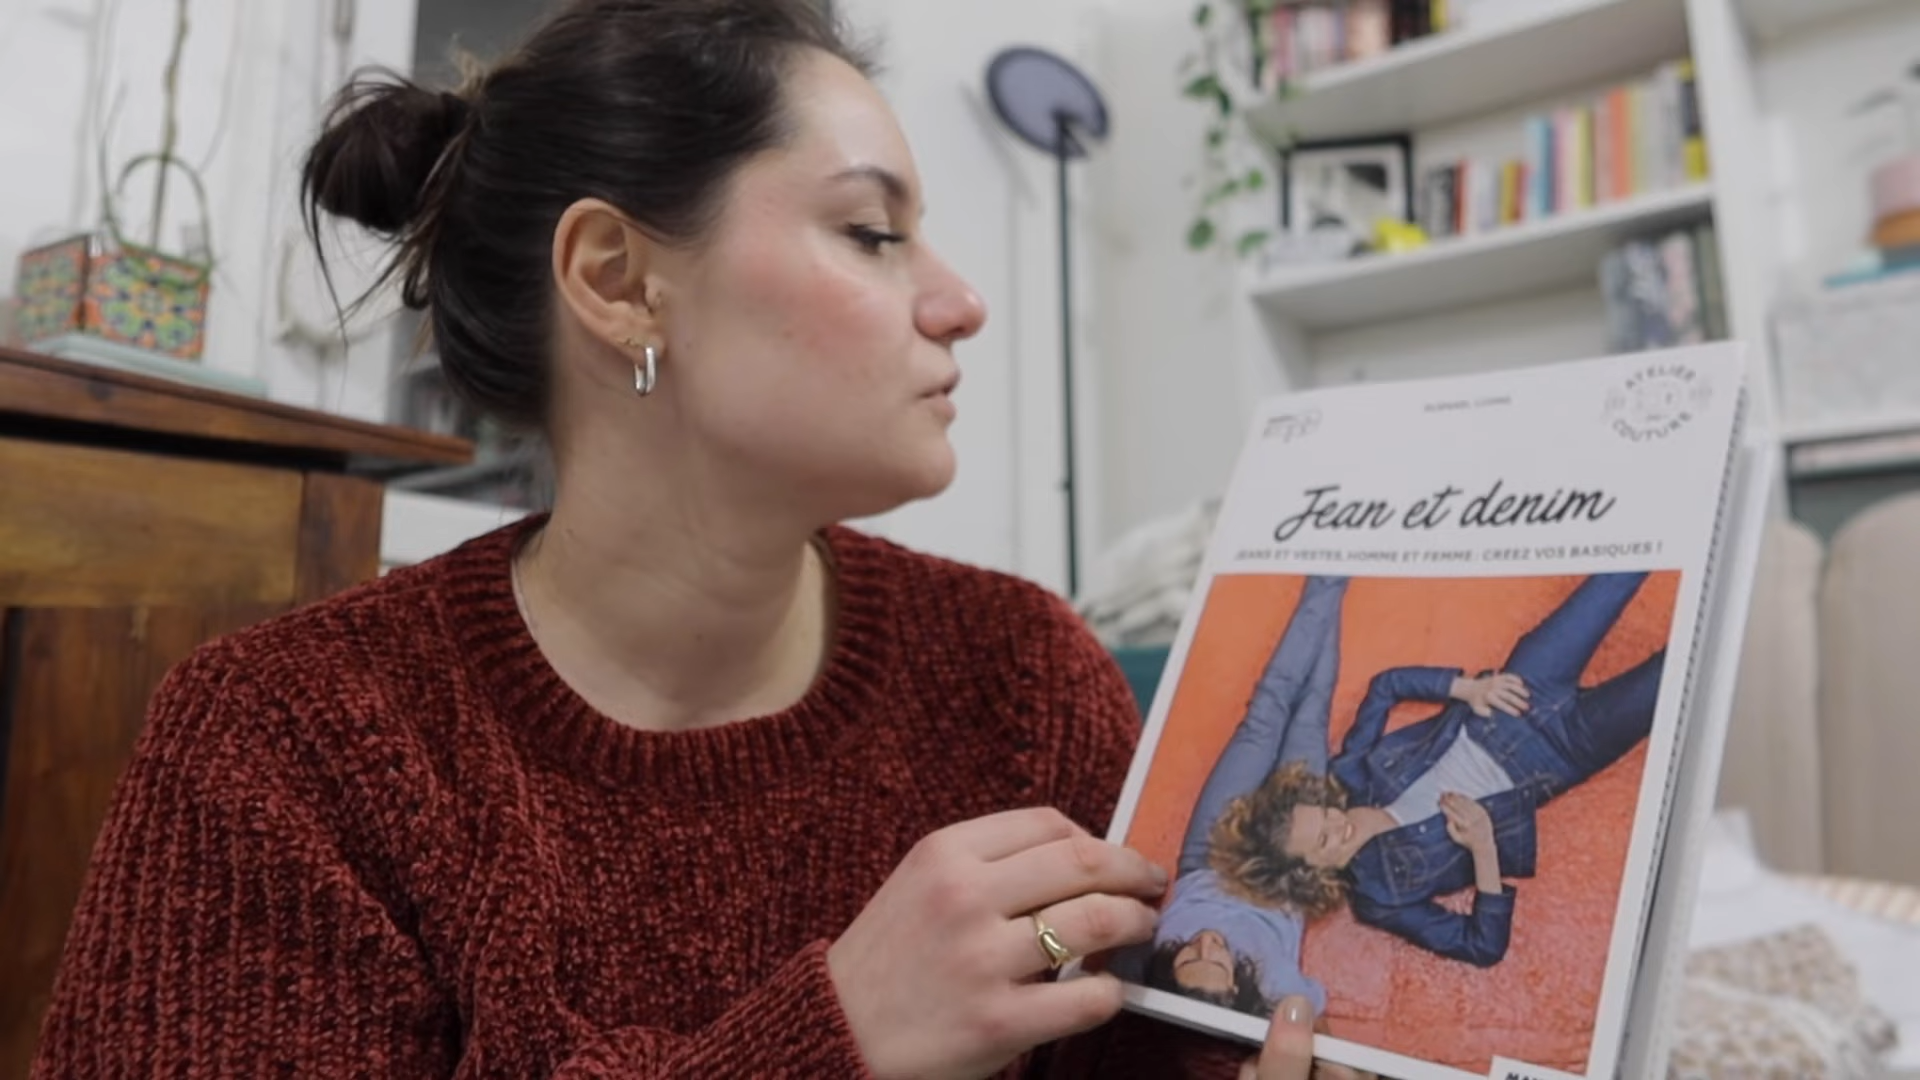 ATELIER
COUTURE
Jean et denim
JEANS ET VESTES, HOMME ET FEMME : CRÉEZ VOS BASIQUES !